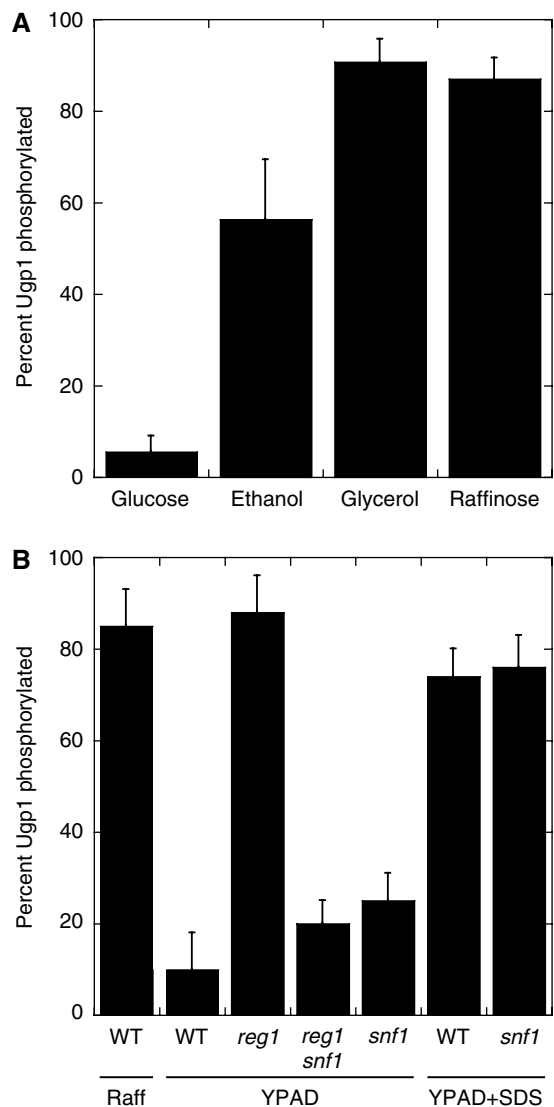 A
Percent Ugp1 phosphorylated
100
80
60
40
20
0
Glucose Ethanol Glycerol Raffinose
B
Percent Ugp1 phosphorylated
100
80
60
40
20
0
WT WT reg1 reg1 snf1 WT snf1
snf1
Raff YPAD YPAD+SDS